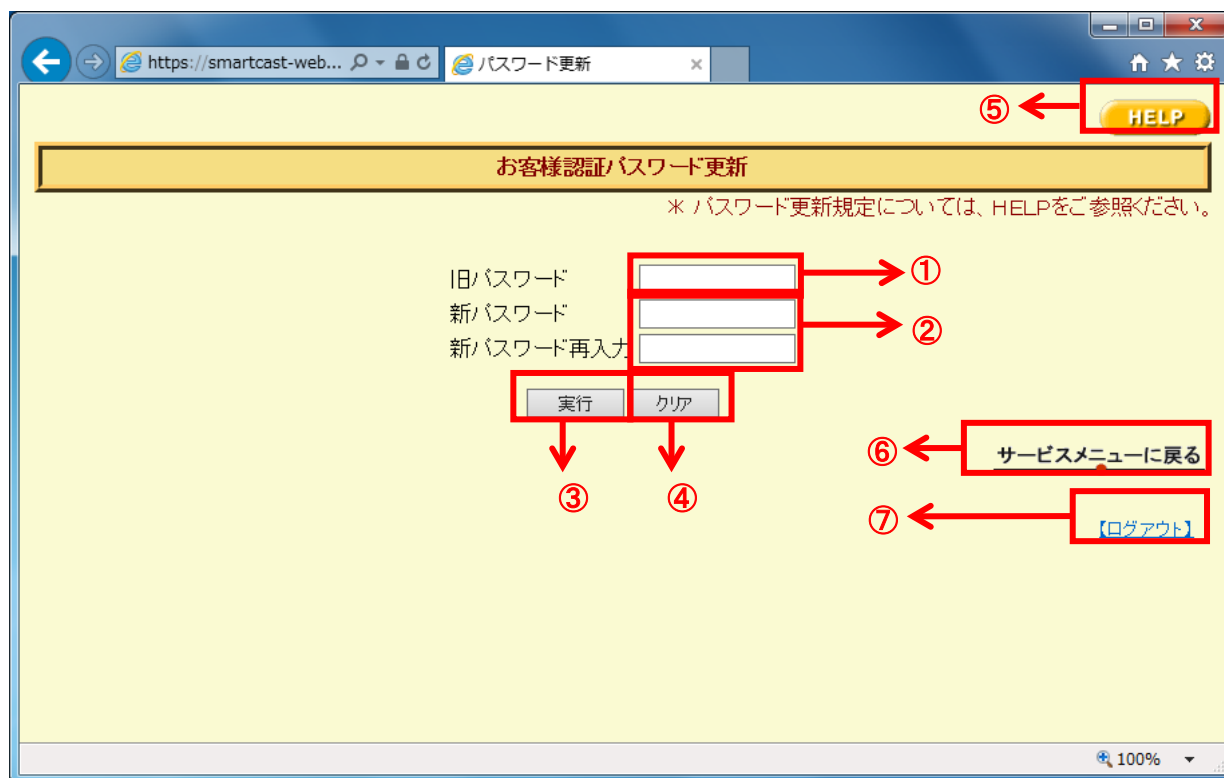 https://smartcast-web... パスワード更新
⑤ HELP
お客様認証パスワード更新
※ パスワード更新規定については、HELPをご参照ください。
旧パスワード ①
新パスワード ②
新パスワード再入力
実行 クリア
⑥ サービスメニューに戻る
③ ④
⑦ 【ログアウト】
100%